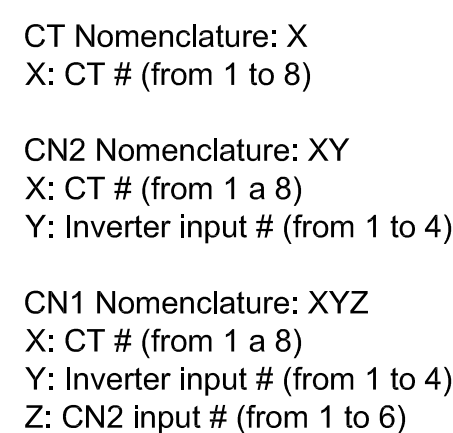 CT Nomenclature: X
X: CT # (from 1 to 8)
CN2 Nomenclature: XY
X: CT # (from 1 a 8)
Y: Inverter input # (from 1 to 4)
CN1 Nomenclature: XYZ
X: CT # (from 1 a 8)
Y: Inverter input # (from 1 to 4)
Z: CN2 input # (from 1 to 6)